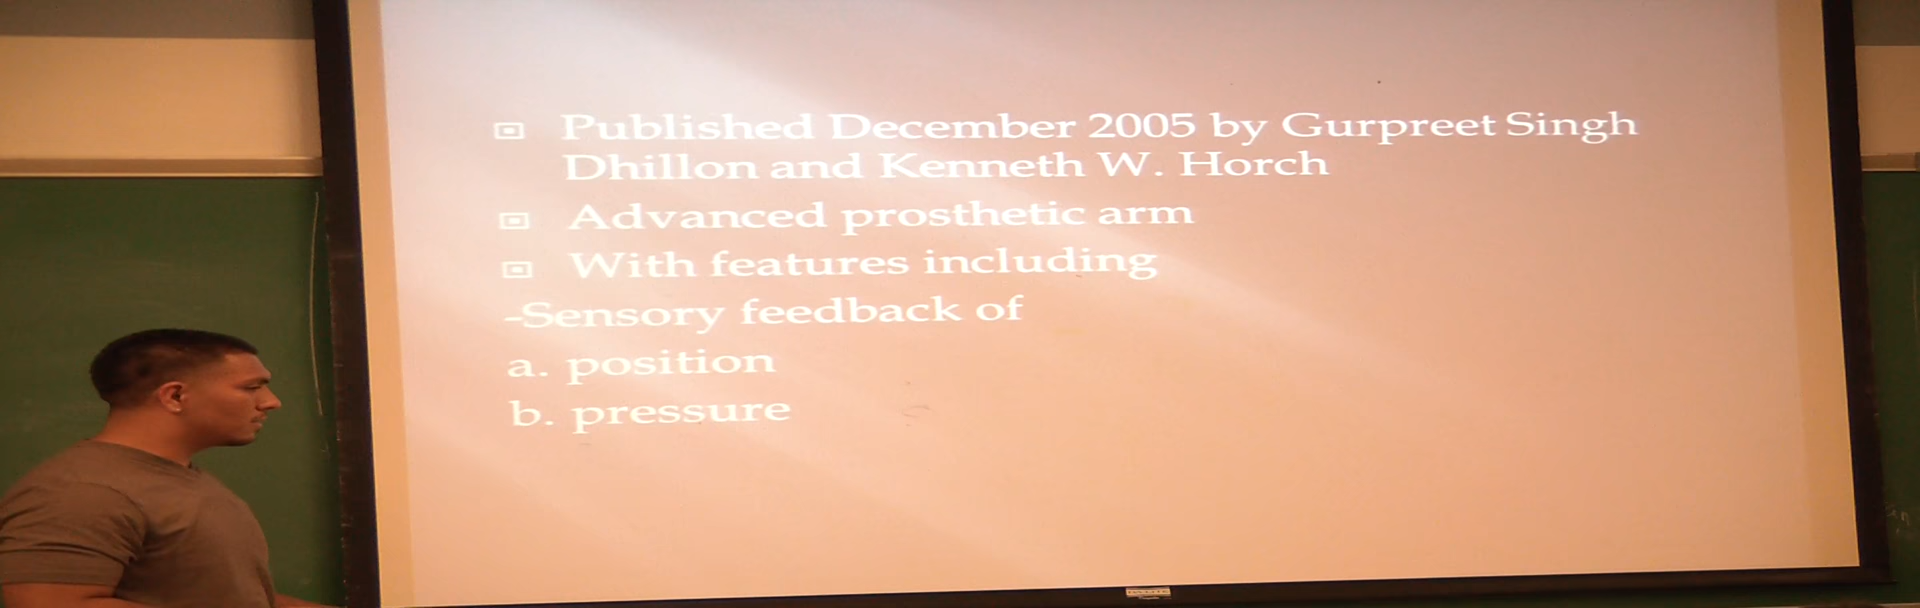 Published December 2005 by Gurpreet Singh
Dhillon and Kenneth W. Horch
Advanced prosthetic arm
With features including
-Sensory feedback of
a. position
b. pressure